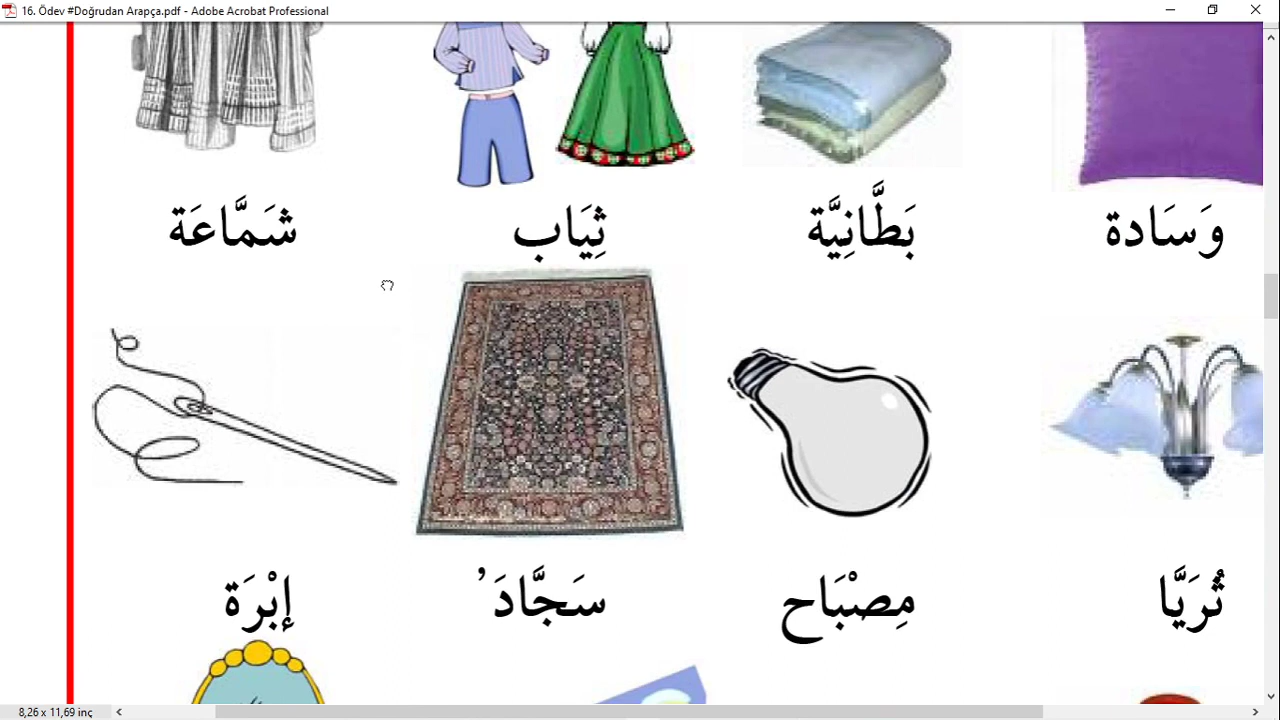 16. Ödev #Doğrudan Arapça.pdf - Adobe Acrobat Professional
وَسَادة
بَطَّانِيَّة
ثِيَاب
شَمَّاعَة
ثُرَيَّا
مِصْبَاح
سَجَّادَ’
إبْرَة
8,26 x 11,69 inç